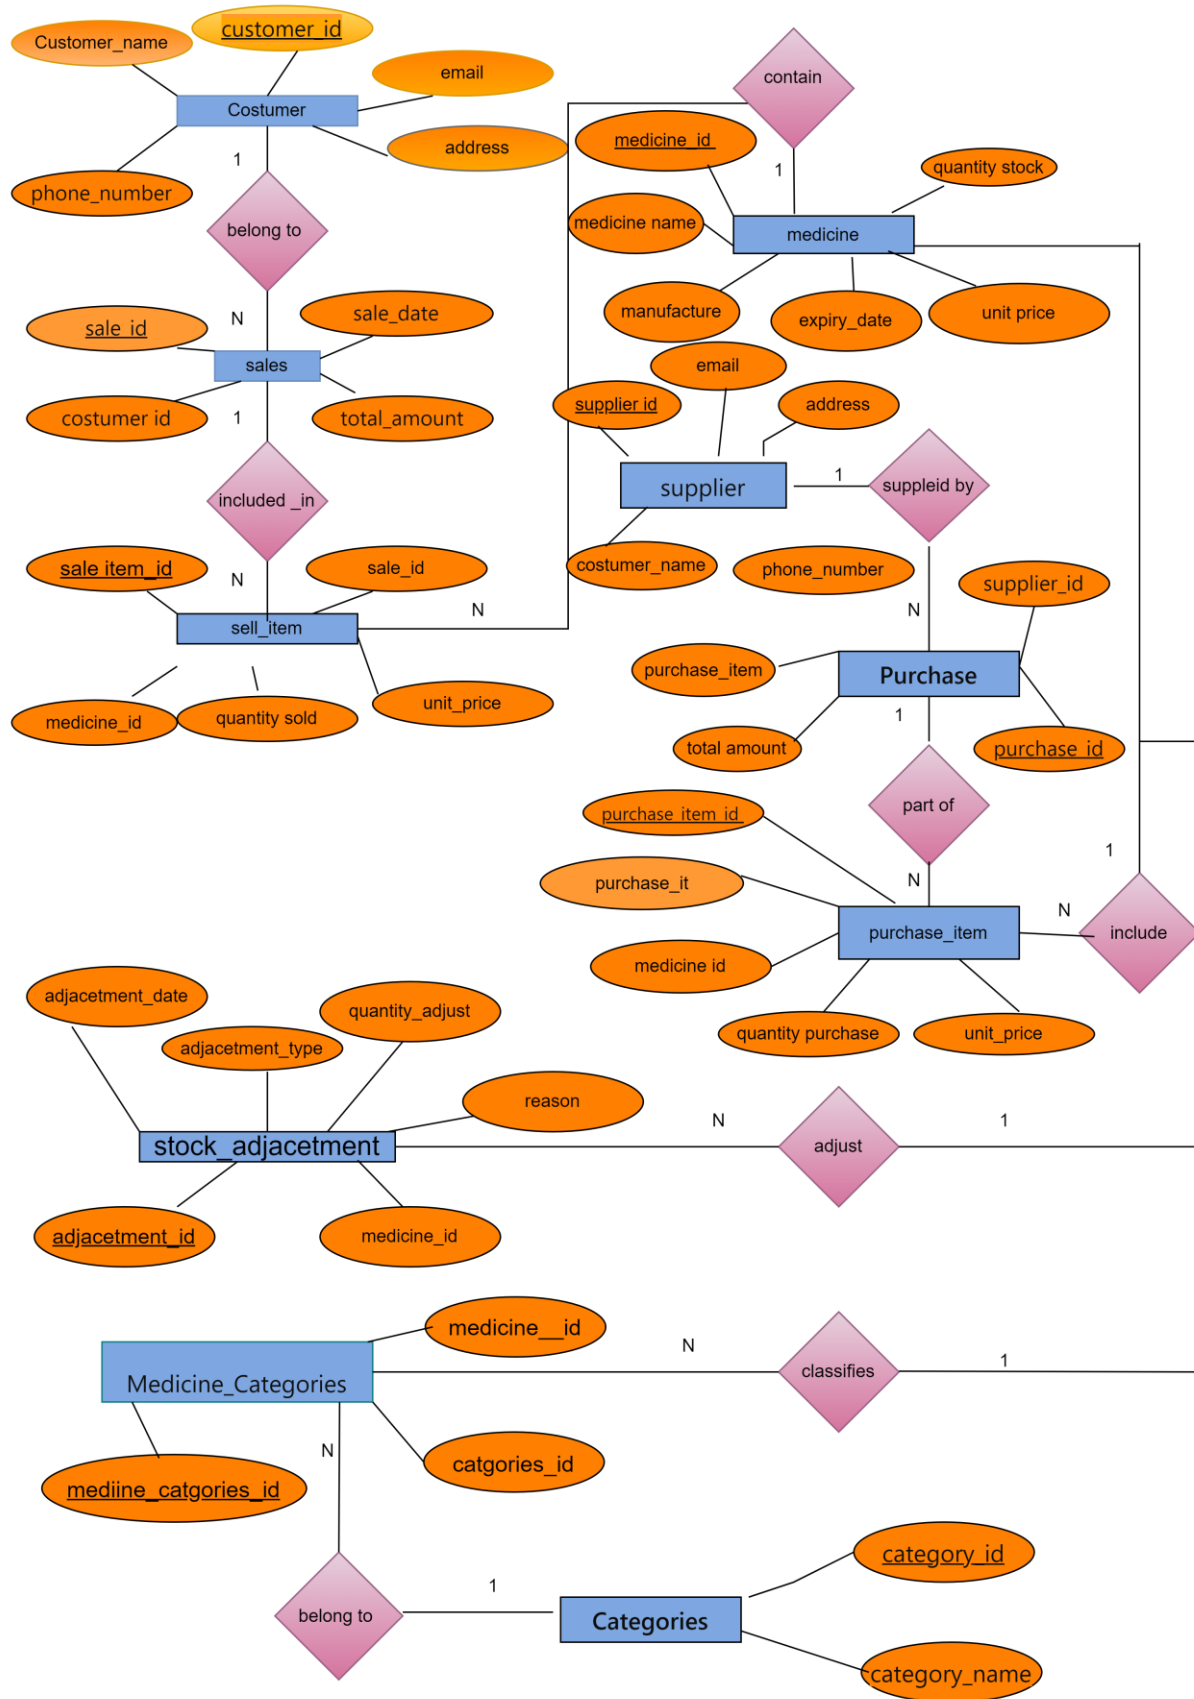 customer_id
Customer_name
email
contain
Costumer
medicine_id
address
1
1
quantity stock
phone_number
medicine name
belong to
medicine
sale_date
N
sale_id
manufacture
expiry_date
unit price
sales
email
supplier id
address
costumer id
1
total_amount
supplier
1
suppleid by
included _in
costumer_name
phone_number
sale item_id
sale_id
N
N
N
supplier_id
sell_item
purchase_item
Purchase
unit_price
medicine_id
quantity sold
1
total amount
purchase_id
part of
purchase_item_id
1
purchase_it
N
N
purchase_item
include
medicine id
adjacetment_date
quantity_adjust
quantity purchase
unit_price
adjacetment_type
reason
N
1
stock_adjacetment
adjust
adjacetment_id
medicine_id
medicine__id
N
1
classifies
Medicine_Categories
N
catgories_id
mediine_catgories_id
category_id
1
belong to
Categories
category_name